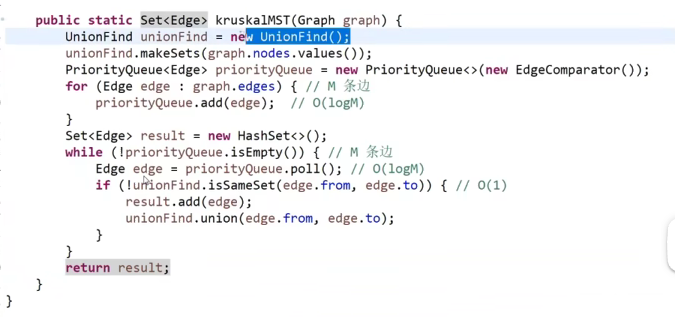 public static Set<Edge> kruskalMST(Graph graph) {
UnionFind unionFind = new UnionFind();
unionFind.makeSets(graph.nodes.values());
PriorityQueue<Edge> priorityQueue = new PriorityQueue<>(new EdgeComparator());
for (Edge edge : graph.edges) { // M 条边
priorityQueue.add(edge);  // O(logM)
}
Set<Edge> result = new HashSet<>();
while (!priorityQueue.isEmpty()) { // M 条边
Edge edge = priorityQueue.poll(); // O(logM)
if (!unionFind.isSameSet(edge.from, edge.to)) { // O(1)
result.add(edge);
unionFind.union(edge.from, edge.to);
}
}
return result;
}
}